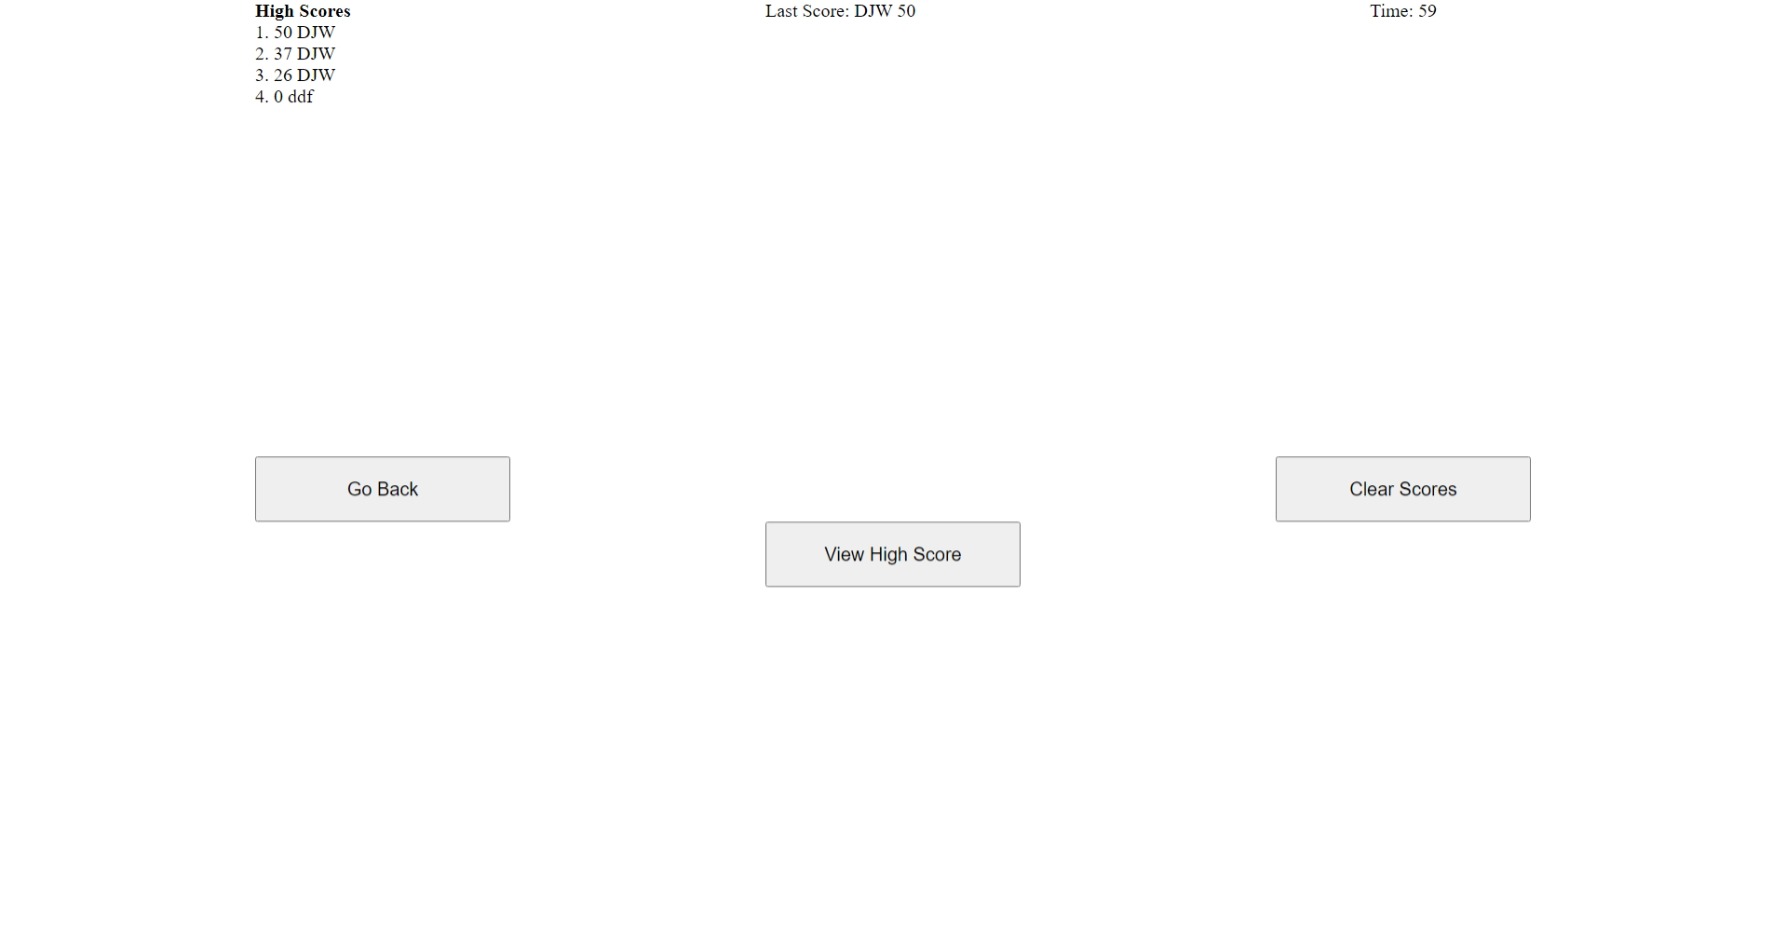 High Scores
1. 50 DJW
2. 37 DJW
3. 26 DJW
4. 0 ddf
Last Score: DJW 50
Time: 59
Go Back
View High Score
Clear Scores